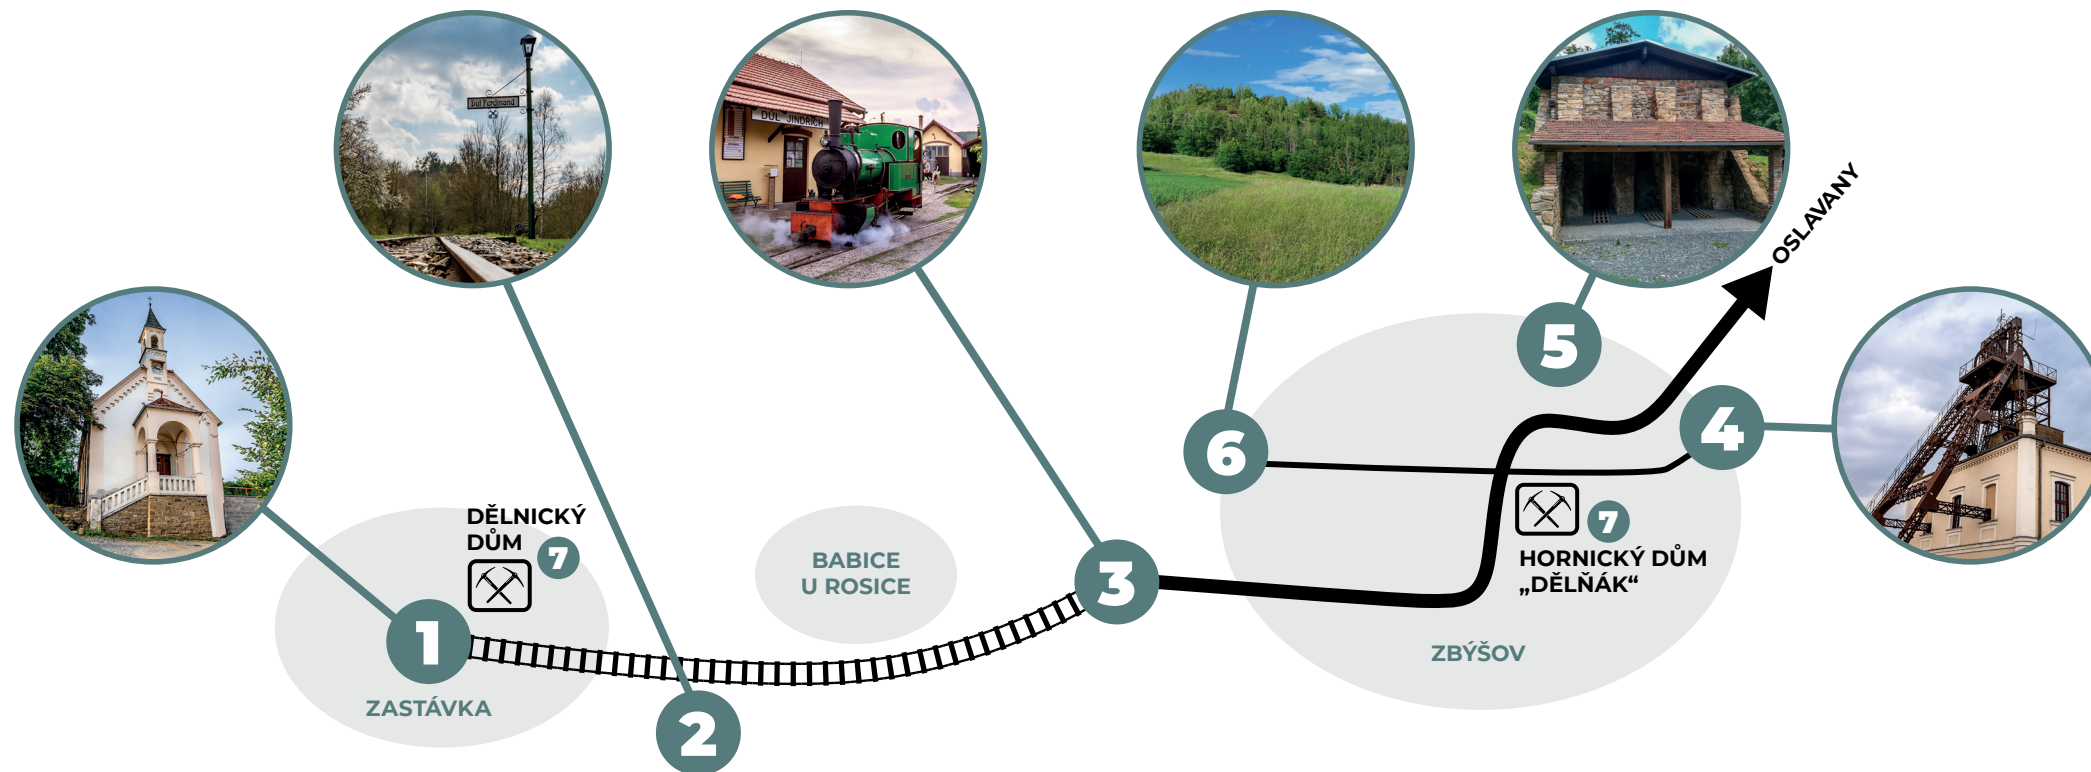 Důl Ferdinand
DŮL JINDŘICH
OSLAVANY
5
4
6
DĚLNICKÝ
DŮM
7
7
HORNICKÝ DŮM
„DĚLŇÁK“
BABICE
U ROSICE
3
1
ZBÝŠOV
ZASTÁVKA
2